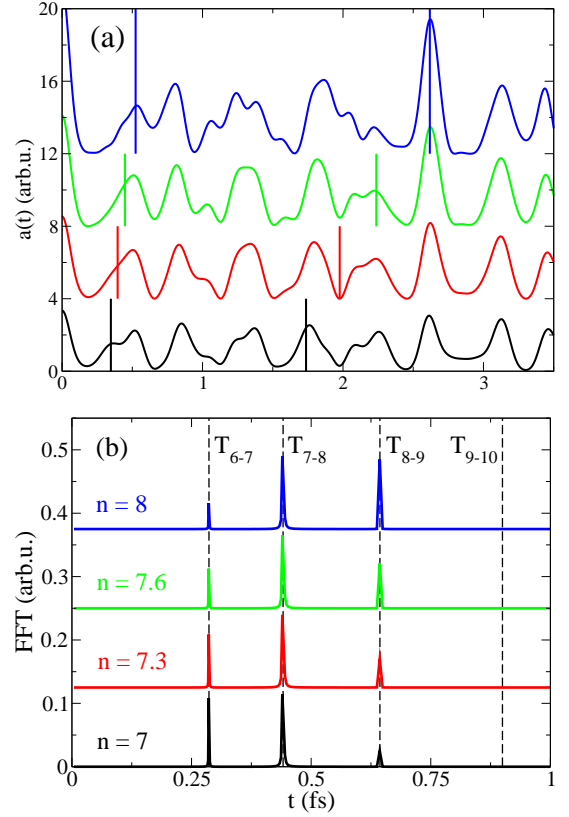 20
(a)
16
12
8
4
0
a(t) (arb.u.)
0 1 2 3
(b)
T6-7 T7-8 T8-9 T9-10
0.5
0.4
0.3
0.2
0.1
0
FFT (arb.u.)
n = 8
n = 7.6
n = 7.3
n = 7
0 0.25 0.5 0.75 1
t (fs)